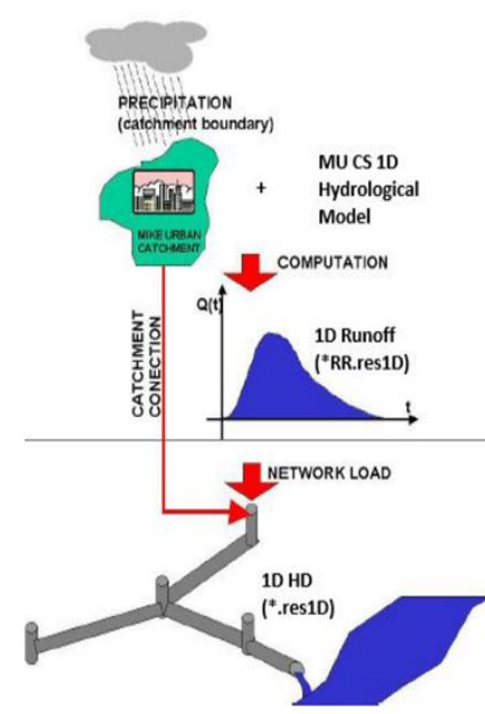 PRECIPITATION
(catchment boundary)
MU CS 1D
Hydrological
Model
+
MIKE URBAN
CATCHMENT
COMPUTATION
Q(t)
1D Runoff
(*RR.res1D)
t
CATCHMENT
CONECTION
NETWORK LOAD
1D HD
(*.res1D)